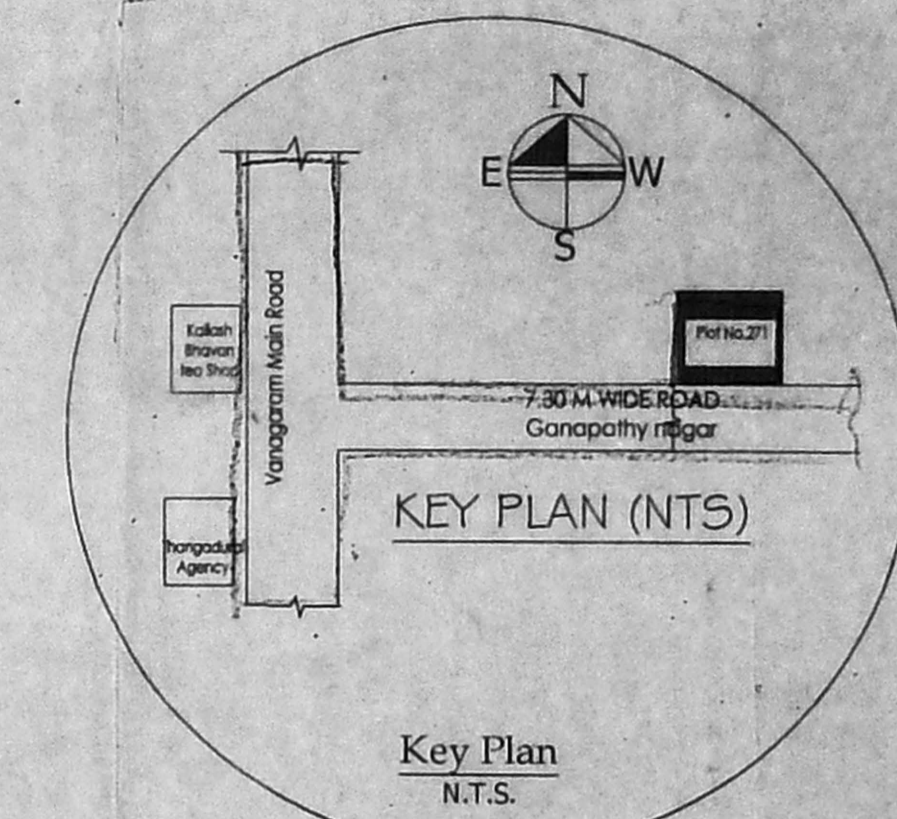 N
E W
S
Kailash
Bhavan
tea Shop
Vanagaram Main Road
Plot No.271
7.30 M WIDE ROAD
Ganapathy nagar
KEY PLAN (NTS)
Thangadurai
Agency
Key Plan
N.T.S.